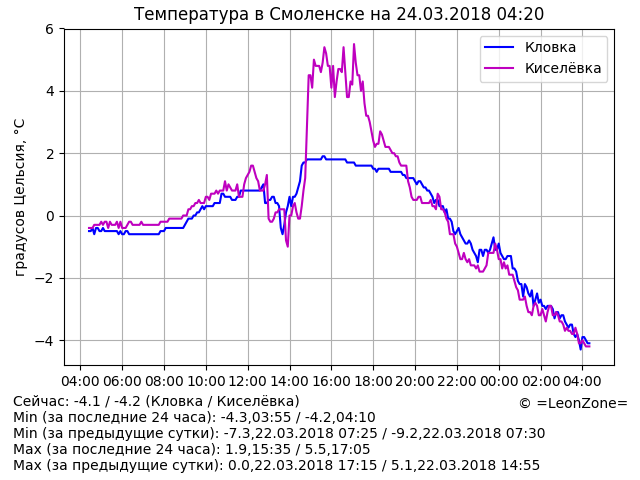 Температура в Смоленске на 24.03.2018 04:20
6
4
2
0
−2
−4
градусов Цельсия, °C
Кловка
Киселёвка
04:00 06:00 08:00 10:00 12:00 14:00 16:00 18:00 20:00 22:00 00:00 02:00 04:00
Сейчас: -4.1 / -4.2 (Кловка / Киселёвка)
© =LeonZone=
Min (за последние 24 часа): -4.3,03:55 / -4.2,04:10
Min (за предыдущие сутки): -7.3,22.03.2018 07:25 / -9.2,22.03.2018 07:30
Max (за последние 24 часа): 1.9,15:35 / 5.5,17:05
Max (за предыдущие сутки): 0.0,22.03.2018 17:15 / 5.1,22.03.2018 14:55